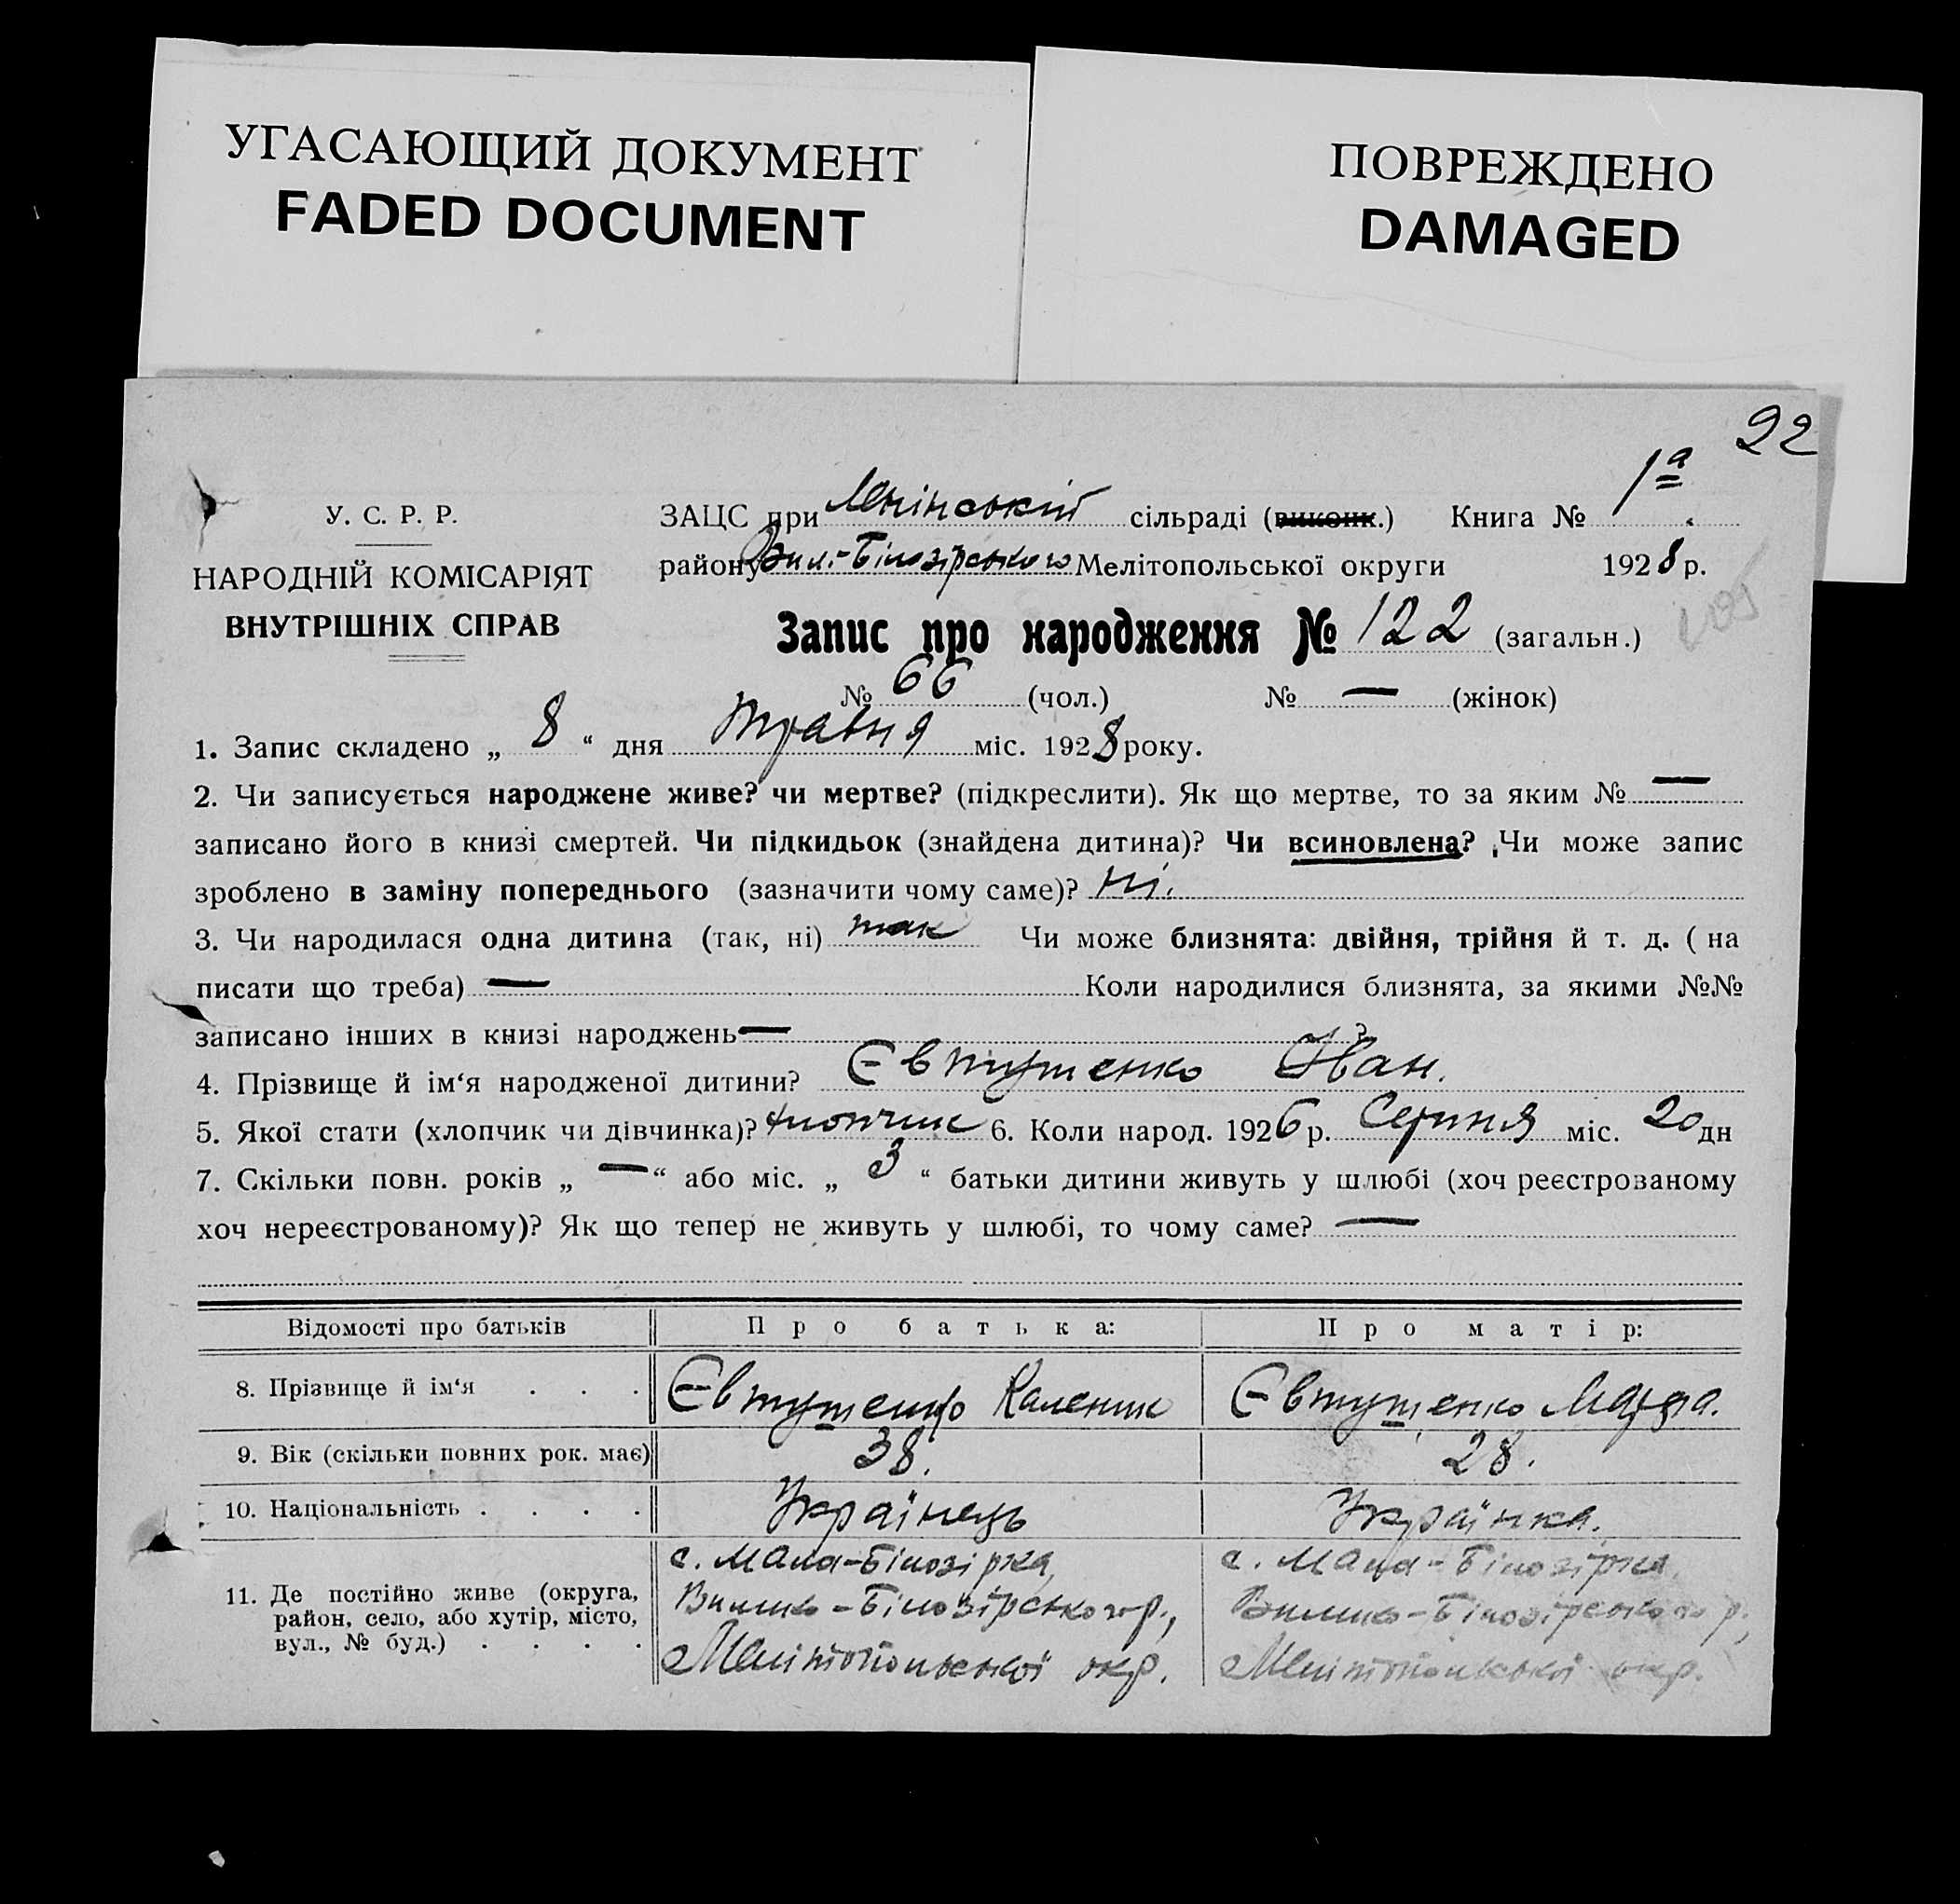 УГАСАЮЩИЙ ДОКУМЕНТ
FADED DOCUMENT
ПОВРЕЖДЕНО
DAMAGED
22
У. С. Р. Р.
НАРОДНІЙ КОМІСАРІЯТ
ВНУТРІШНІХ СПРАВ
ЗАЦС при Ленінській сільраді (виконк.) Книга № 1а
району Вил.-Білозірського Мелітопольської округи 1928 р.
Запис про народження № 122 (загальн.)
№ 66 (чол.) № — (жінок)
1. Запис складено „ 8 “ дня травня міс. 1928 року.
2. Чи записується народжене живе? чи мертве? (підкреслити). Як що мертве, то за яким № —
записано його в книзі смертей. Чи підкидьок (знайдена дитина)? Чи всиновлена? Чи може запис
зроблено в заміну попереднього (зазначити чому саме)? Ні.
3. Чи народилася одна дитина (так, ні) так Чи може близнята: двійня, трійня й т. д. ( на
писати що треба) — Коли народилися близнята, за якими №№
записано інших в книзі народжень — ?
4. Прізвище й ім‘я народженої дитини? Євтушенко Іван.
5. Якої стати (хлопчик чи дівчинка)? хлопчик 6. Коли народ. 1926 р. Серпня міс. 20 дн
7. Скільки повн. років „ — “ або міс. „ 3 “ батьки дитини живуть у шлюбі (хоч реєстрованому
хоч нереєстрованому)? Як що тепер не живуть у шлюбі, то чому саме? —
Відомості про батьків Про батька: Про матір:
8. Прізвище й ім‘я . . . Євтушенко Каленик Євтушенко Марфа.
9. Вік (скільки повних рок. має) 38. 28.
10. Національність . . . . Українець Українка.
11. Де постійно живе (округа,
район, село, або хутір, місто,
вул., № буд.) . . . .
с. Мала-Білозірка,
Вилико-Білозірського р.,
Мелітопольської окр.
с. Мала-Білозірка,
Вилико-Білозірського р.,
Мелітопольської окр.